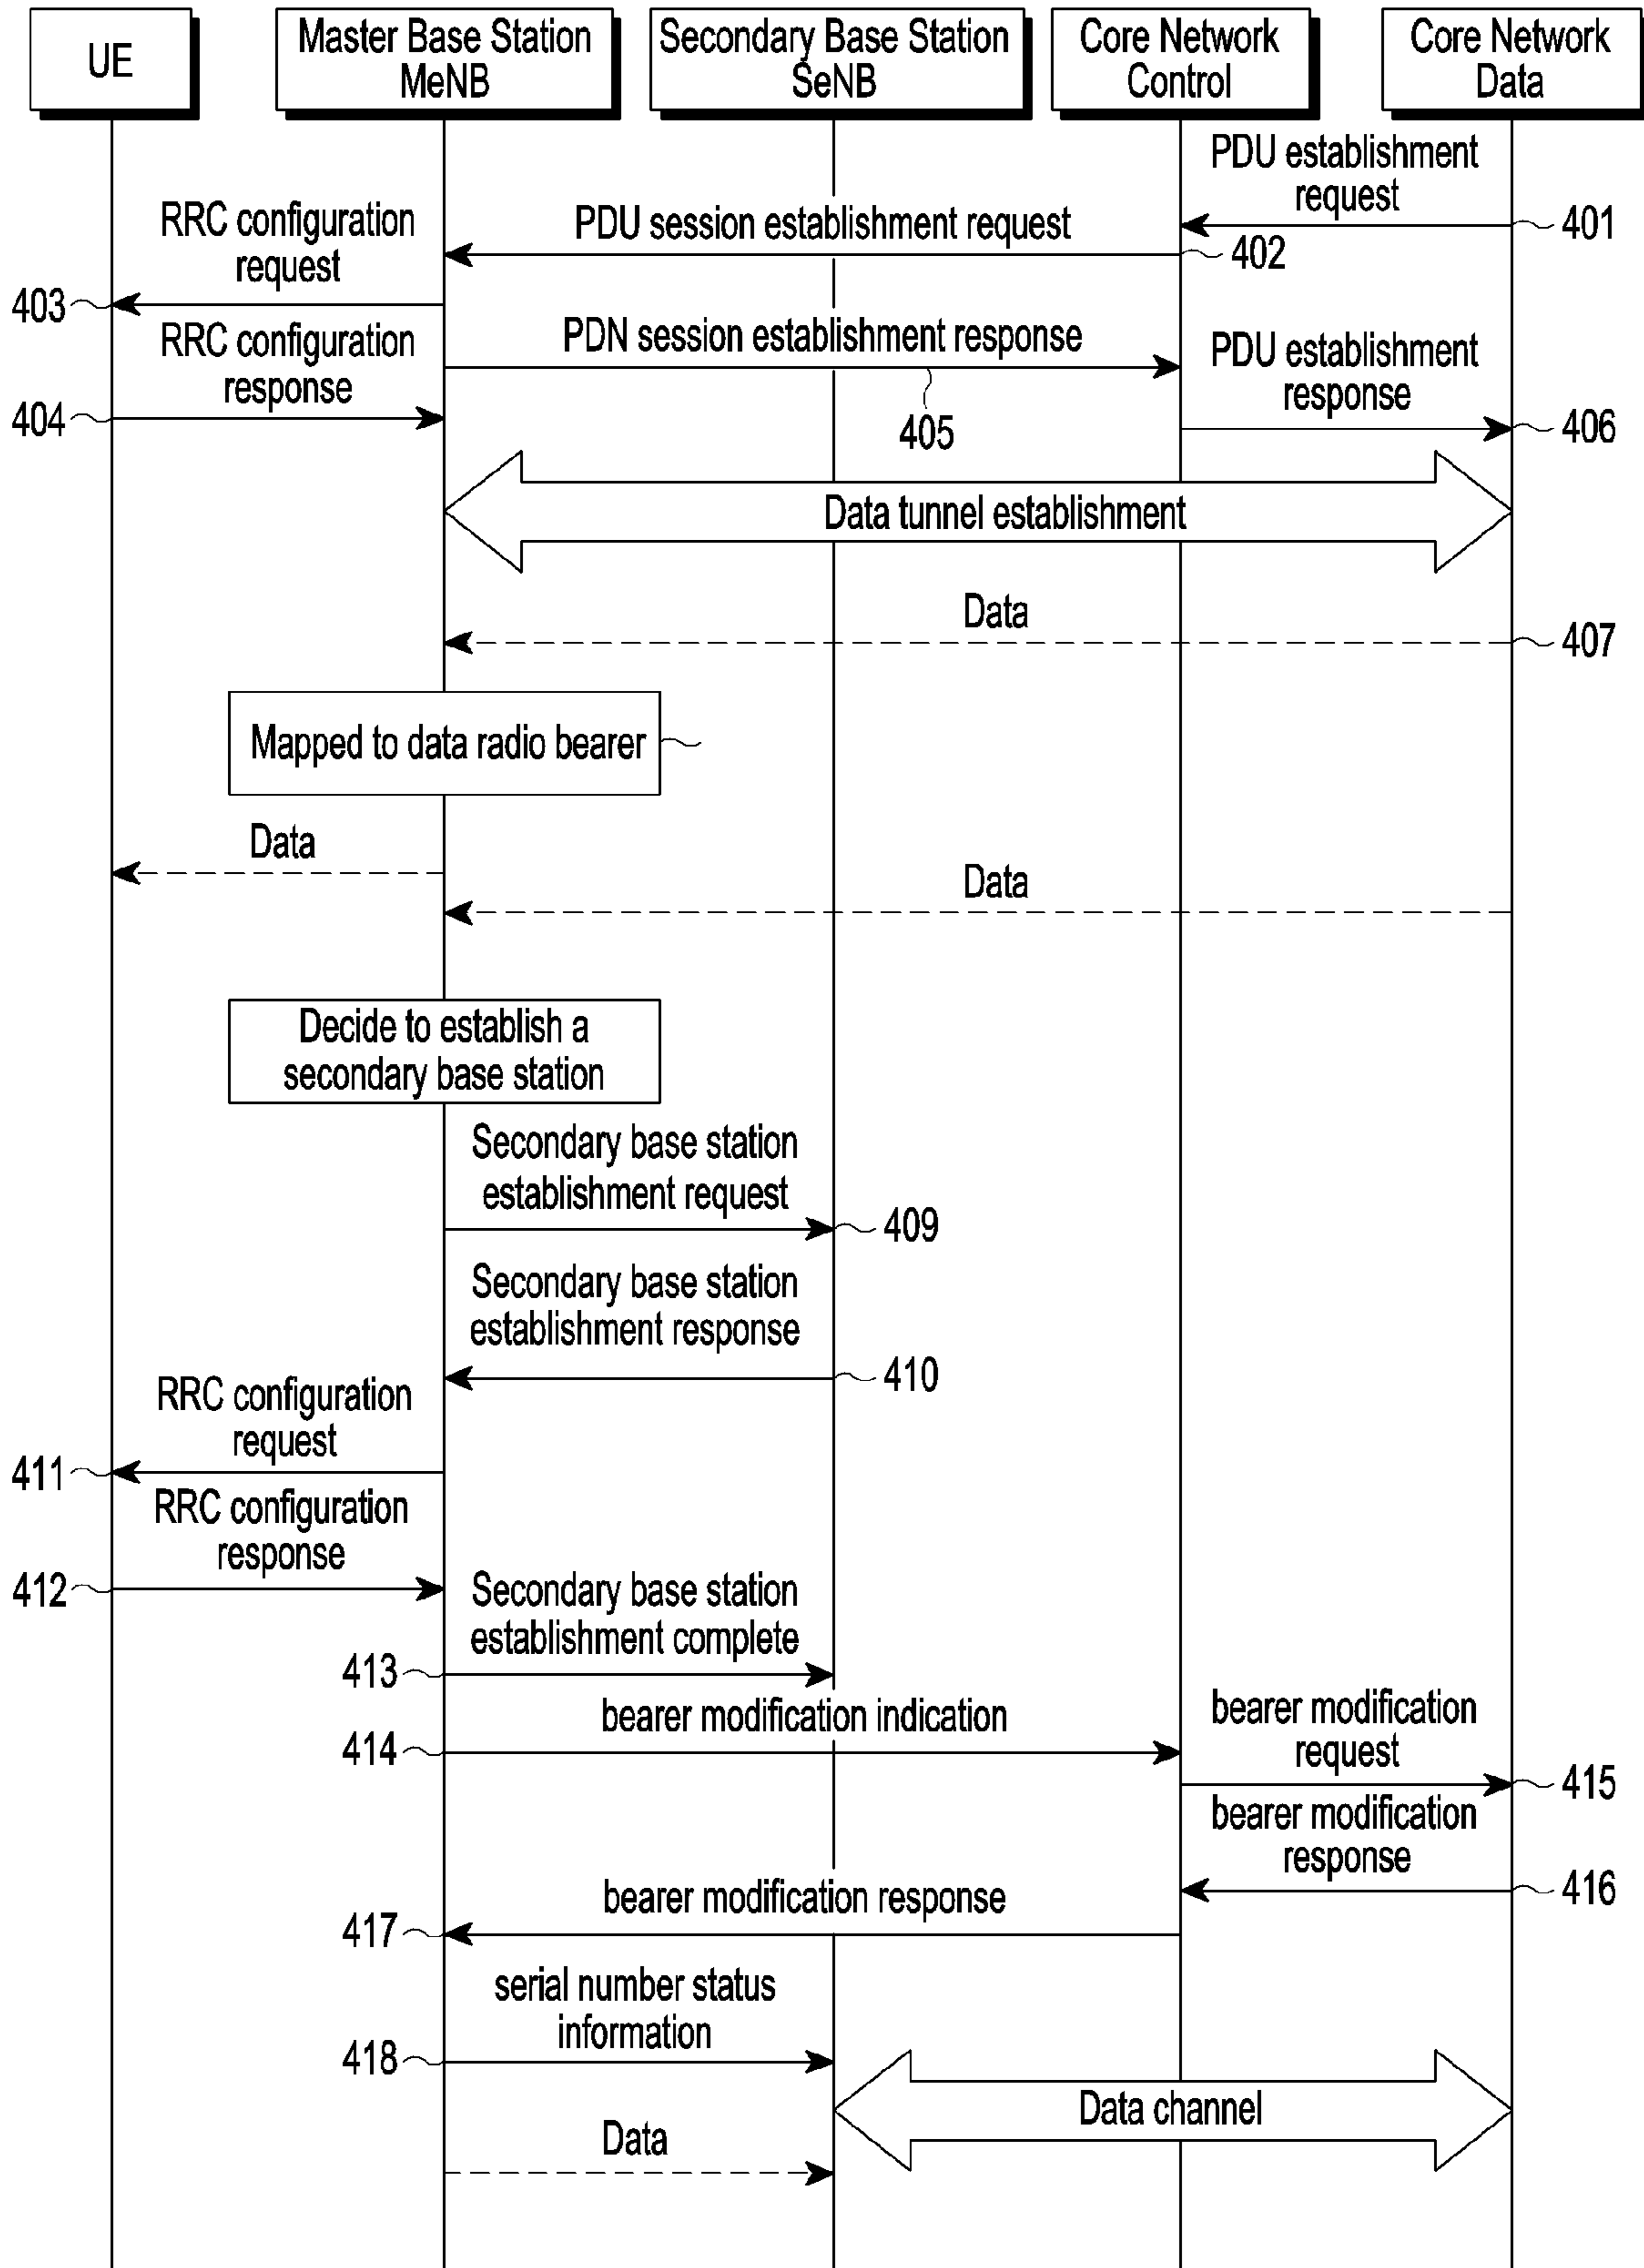 UE
Master Base Station
MeNB
Secondary Base Station
SeNB
Core Network
Control
Core Network
Data
PDU establishment
request
401
PDU session establishment request
402
RRC configuration
request
403
PDN session establishment response
405
RRC configuration
response
404
PDU establishment
response
406
Data tunnel establishment
Data
407
Mapped to data radio bearer
Data
Data
Decide to establish a
secondary base station
Secondary base station
establishment request
409
Secondary base station
establishment response
410
RRC configuration
request
411
RRC configuration
response
412
Secondary base station
establishment complete
413
bearer modification indication
414
bearer modification
request
415
bearer modification
response
416
bearer modification response
417
serial number status
information
418
Data channel
Data